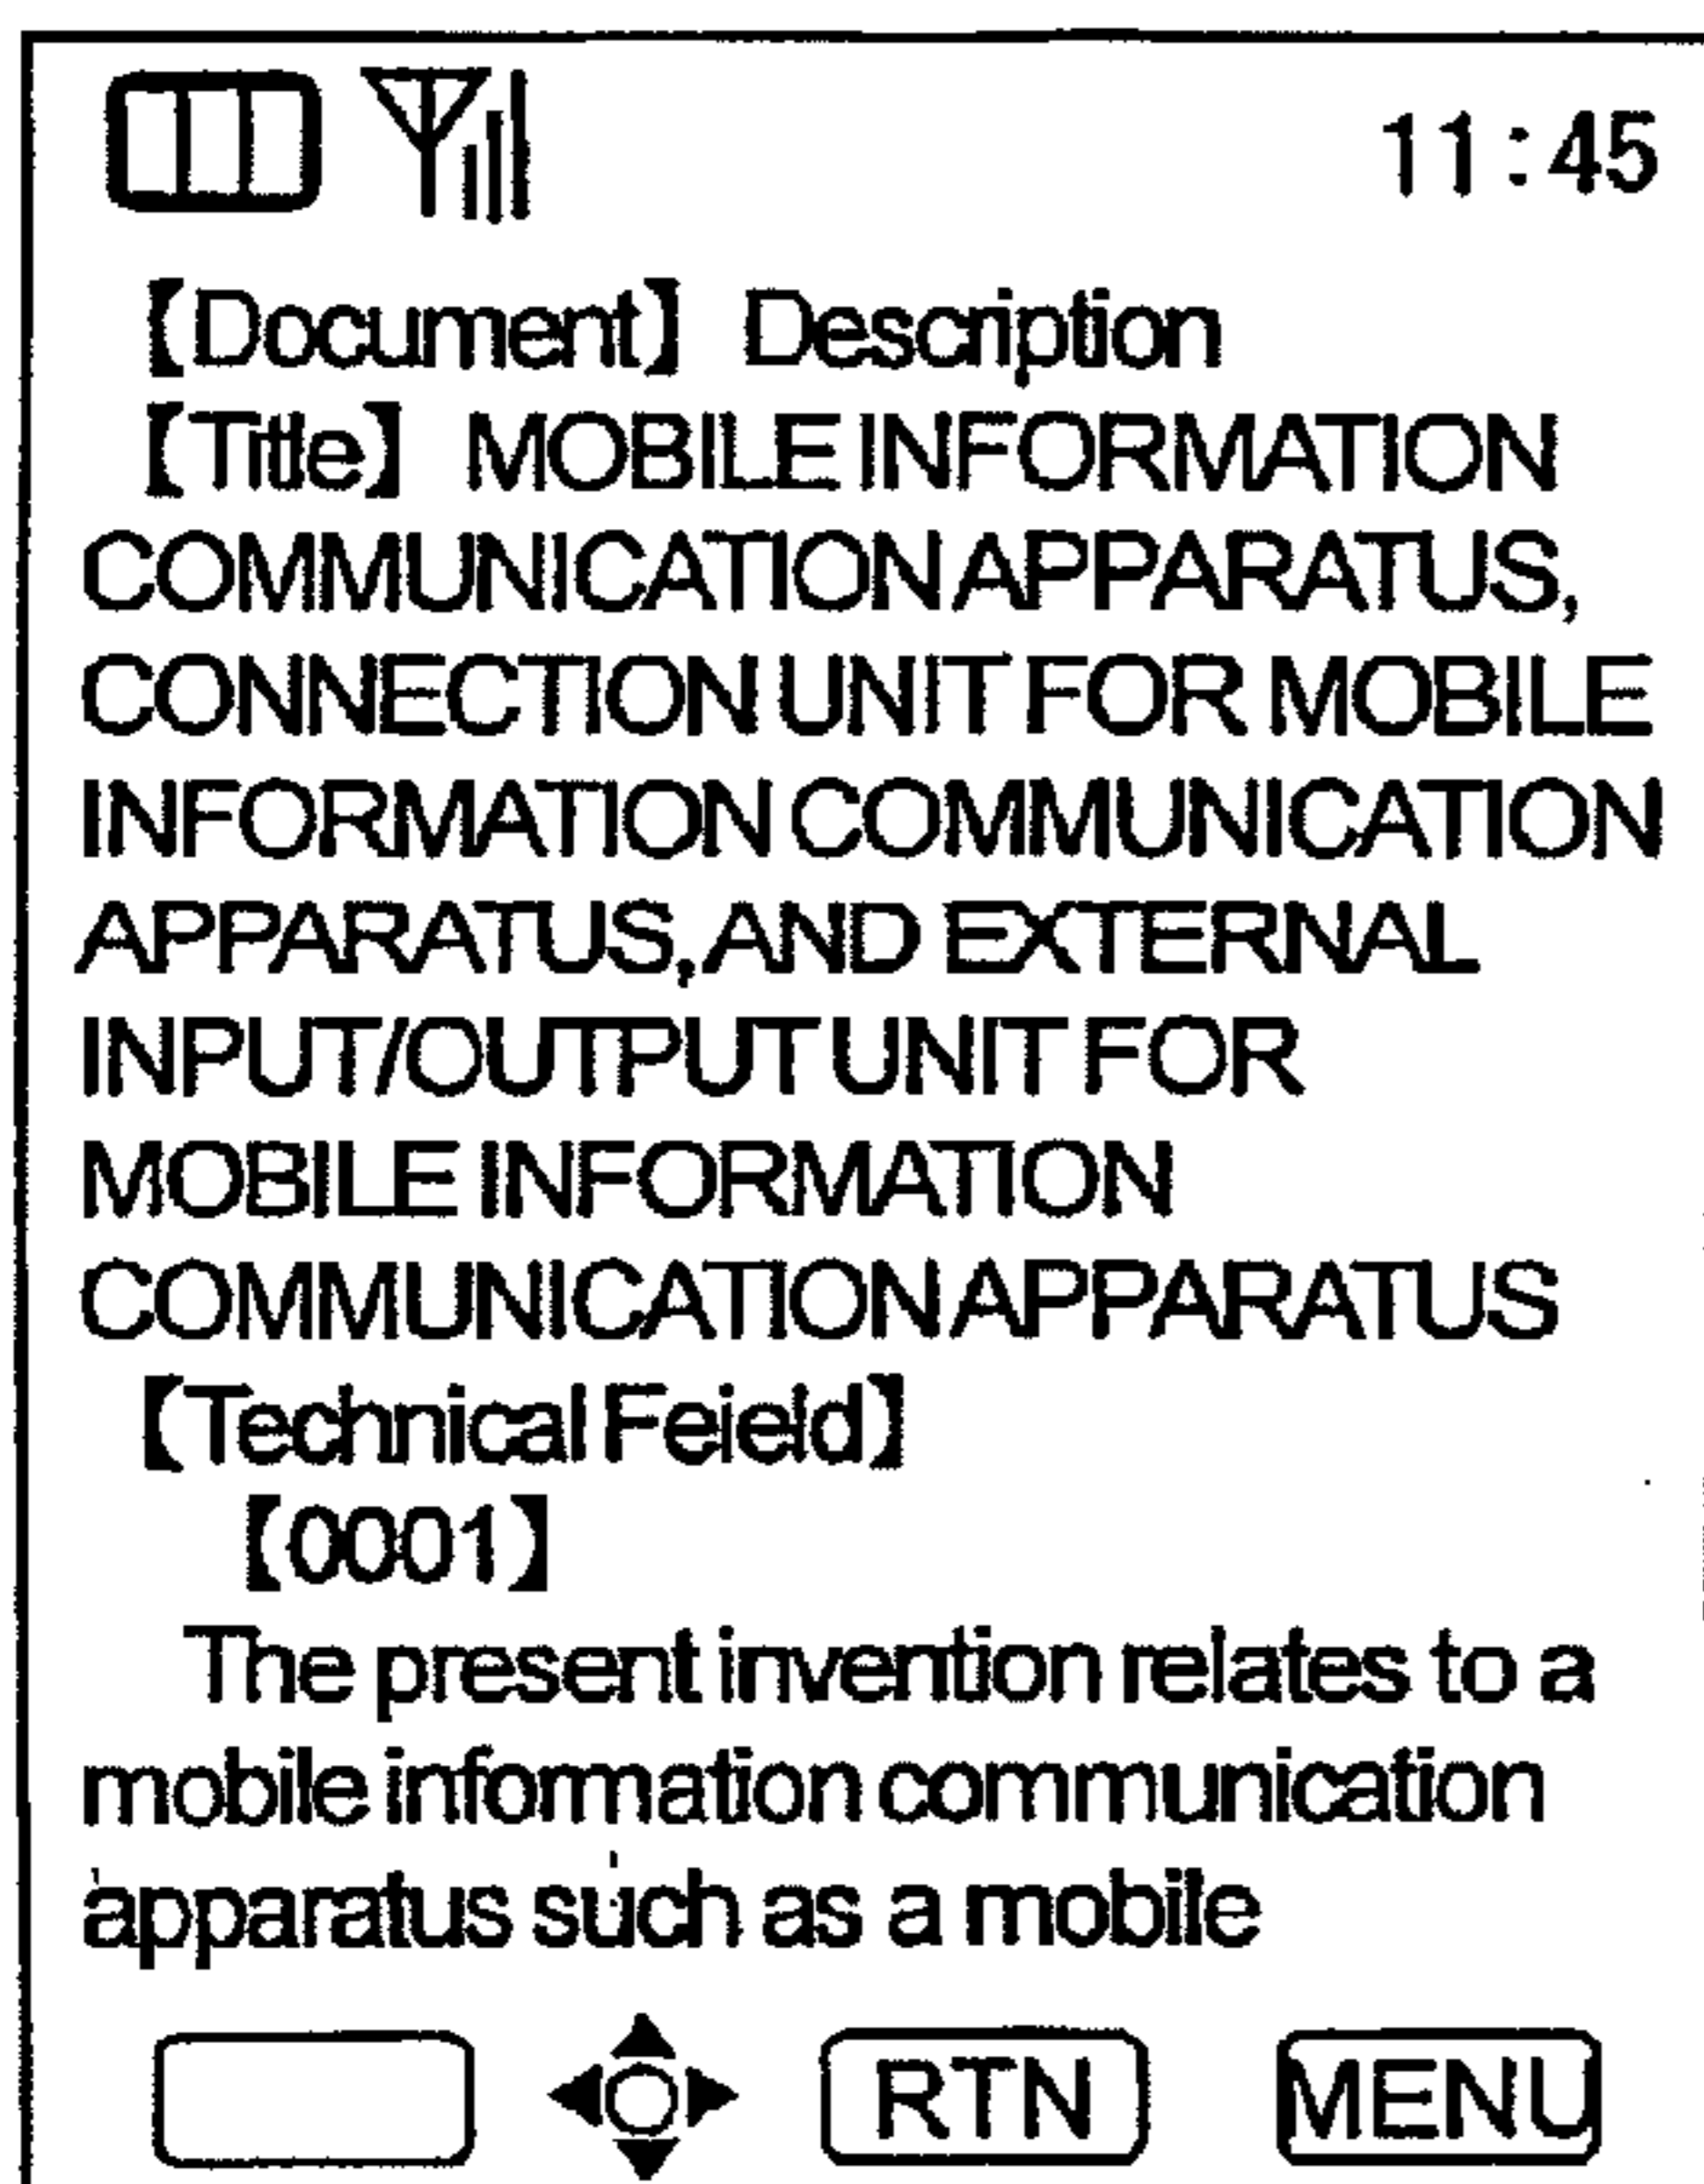 11:45
【Document】 Description
【Title】 MOBILE INFORMATION
COMMUNICATION APPARATUS,
CONNECTION UNIT FOR MOBILE
INFORMATION COMMUNICATION
APPARATUS, AND EXTERNAL
INPUT/OUTPUT UNIT FOR
MOBILE INFORMATION
COMMUNICATION APPARATUS
【Technical Feield】
【0001】
The present invention relates to a
mobile information communication
apparatus such as a mobile
RTN MENU